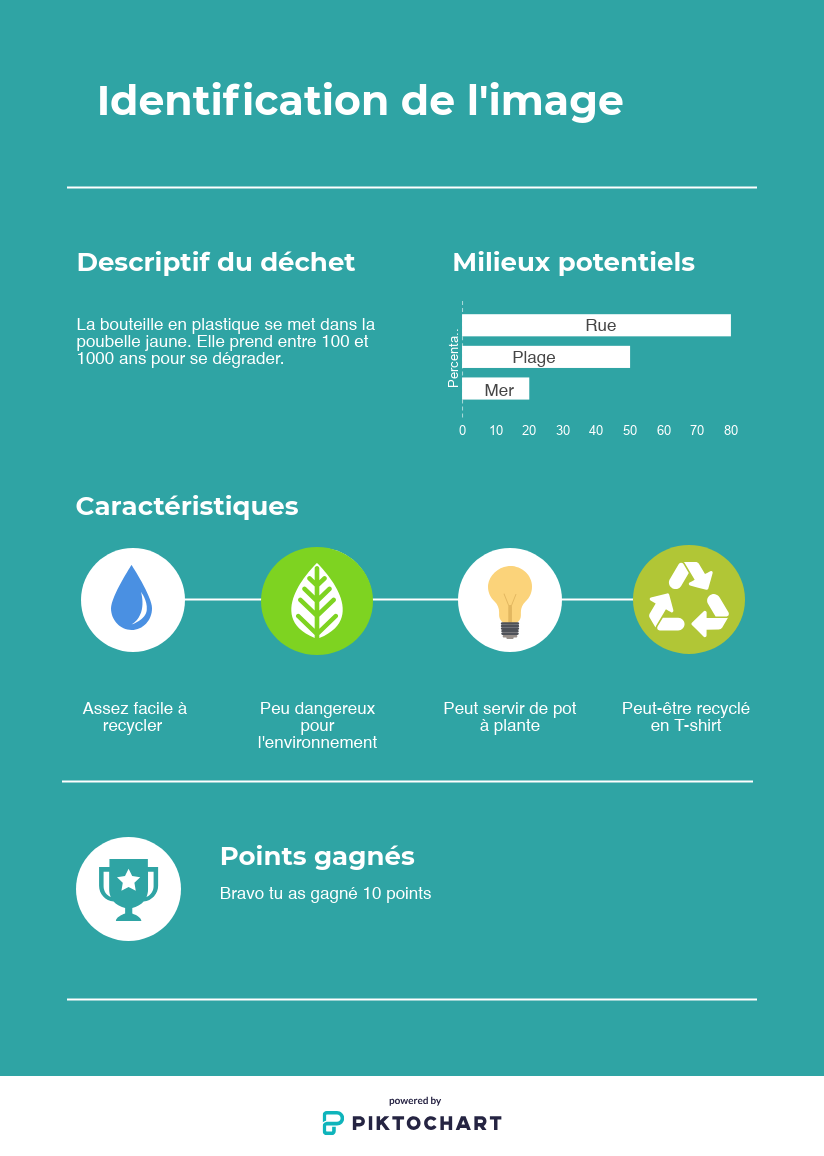 Identification de l'image
Descriptif du déchet
La bouteille en plastique se met dans la
poubelle jaune. Elle prend entre 100 et
1000 ans pour se dégrader.
Milieux potentiels
Percenta..
Rue
Plage
Mer
0 10 20 30 40 50 60 70 80
Caractéristiques
Assez facile à
recycler
Peu dangereux
pour
l'environnement
Peut servir de pot
à plante
Peut-être recyclé
en T-shirt
Points gagnés
Bravo tu as gagné 10 points
powered by
PIKTOCHART